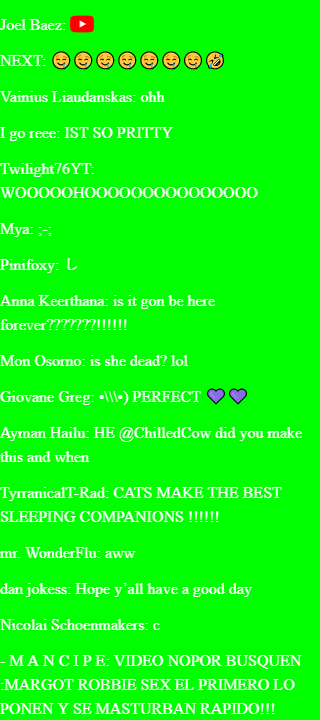 Joel Baez:
NEXT: 🤗🤗🤗🤗🤗🤗🤗🤣
Vainius Liaudanskas: ohh
I go reee: IST SO PRITTY
Twilight76YT:
WOOOOOHOOOOOOOOOOOOOOO
Mya: ;-;
Pinifoxy: し
Anna Keerthana: is it gon be here
forever???????!!!!!!
Mon Osorno: is she dead? lol
Giovane Greg: •\\\•) PERFECT 💜💜
Ayman Hailu: HE @ChilledCow did you make
this and when
TyrranicalT-Rad: CATS MAKE THE BEST
SLEEPING COMPANIONS !!!!!!
mr. WonderFlu: aww
dan jokess: Hope y`all have a good day
Nicolai Schoenmakers: c
- M A N C I P E: VIDEO NOPOR BUSQUEN
:MARGOT ROBBIE SEX EL PRIMERO LO
PONEN Y SE MASTURBAN RAPIDO!!!